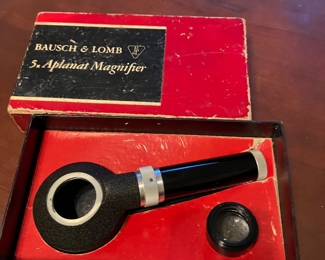 BAUSCH & LOMB
5x Aplanat Magnifier